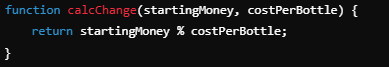 function calcChange(startingMoney, costPerBottle) {
    return startingMoney % costPerBottle;
}